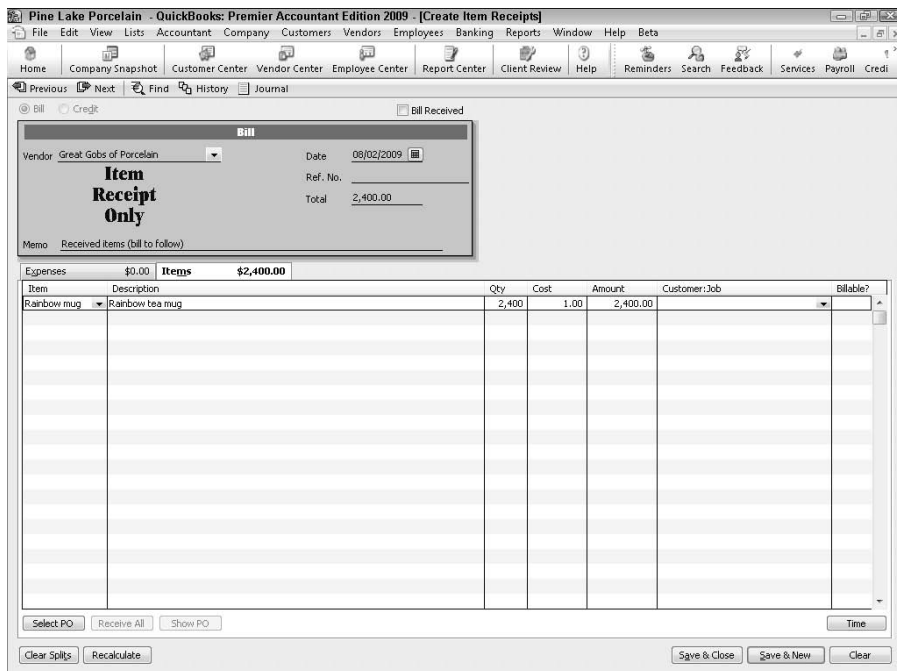 Pine Lake Porcelain - QuickBooks: Premier Accountant Edition 2009 - [Create Item Receipts]
File Edit View Lists Accountant Company Customers Vendors Employees Banking Reports Window Help Beta
Home Company Snapshot Customer Center Vendor Center Employee Center Report Center Client Review Help Reminders Search Feedback Services Payroll Credi
Previous Next Find History Journal
Bill Credit Bill Received
Bill
Vendor Great Gobs of Porcelain Date 08/02/2009
Item Receipt Only
Ref. No.
Total 2,400.00
Memo Received items (bill to follow)
Expenses $0.00 Items $2,400.00
Item Description Qty Cost Amount Customer:Job Billable?
Rainbow mug Rainbow tea mug 2,400 1.00 2,400.00
Select PO Receive All Show PO Time
Clear Splits Recalculate Save & Close Save & New Clear